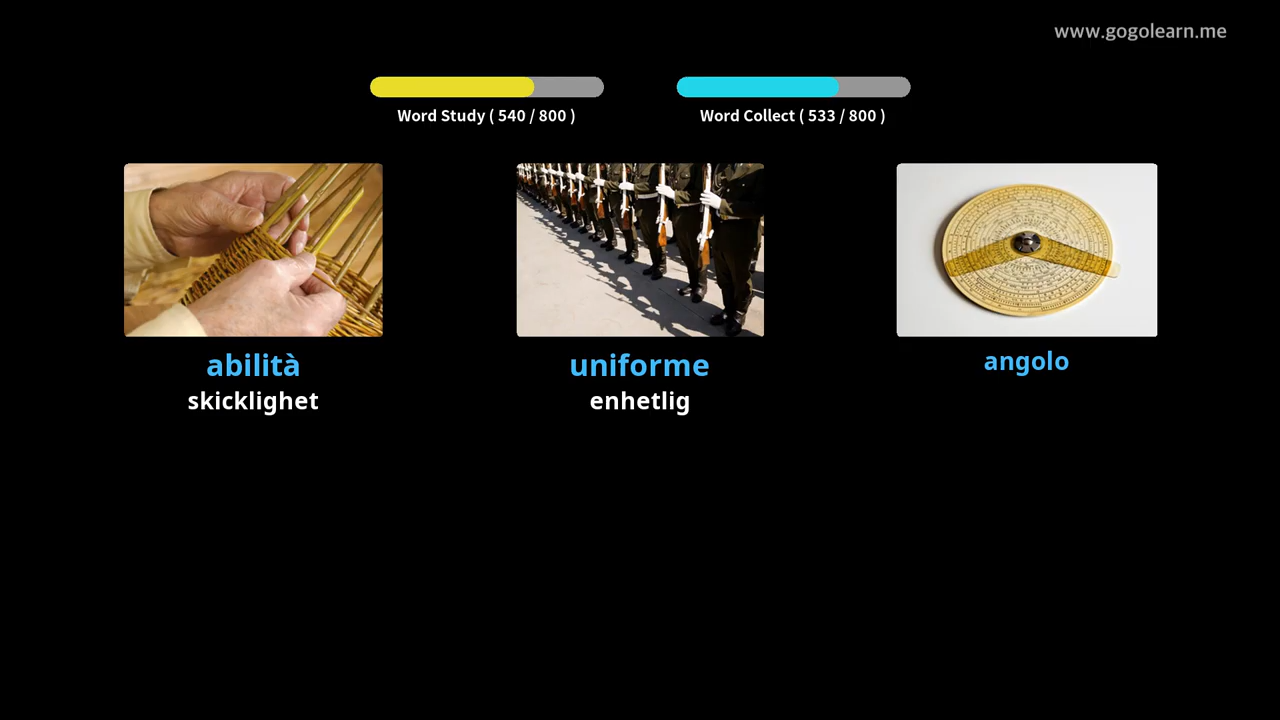 www.gogolearn.me
Word Study ( 540 / 800 )
Word Collect ( 533 / 800 )
abilità
skicklighet
uniforme
enhetlig
angolo